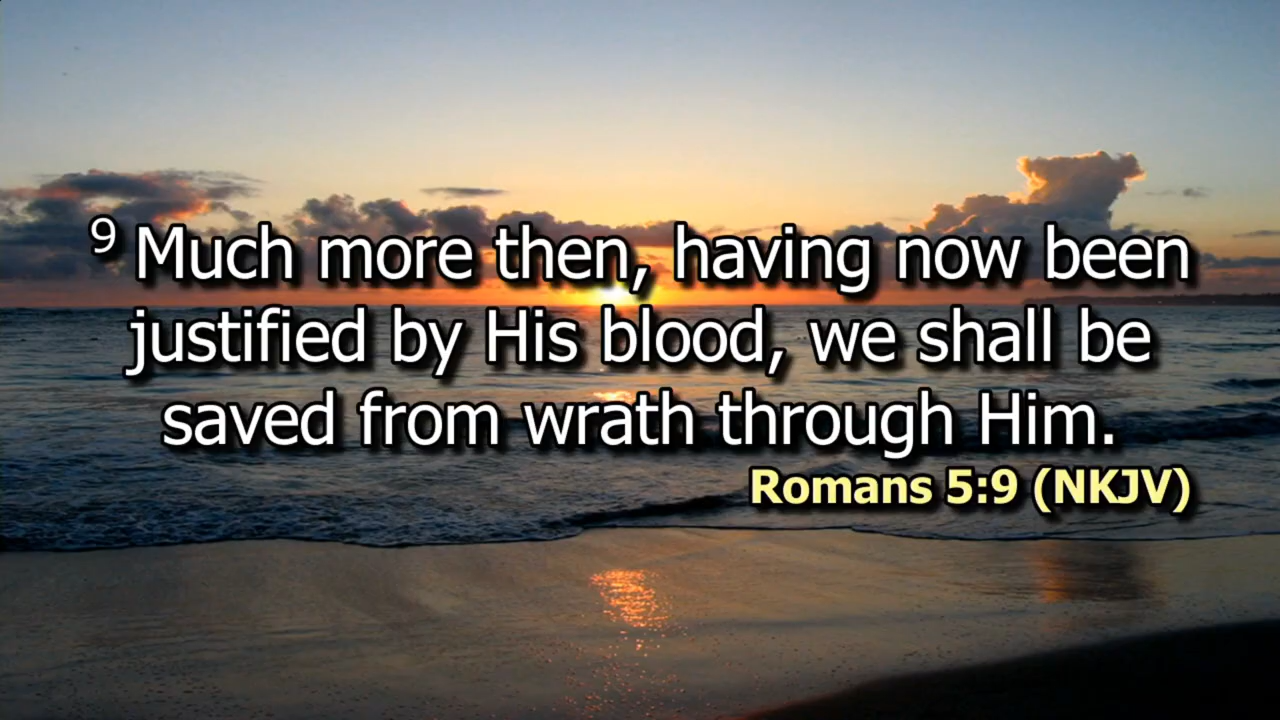 9 Much more then, having now been
justified by His blood, we shall be
saved from wrath through Him.
Romans 5:9 (NKJV)